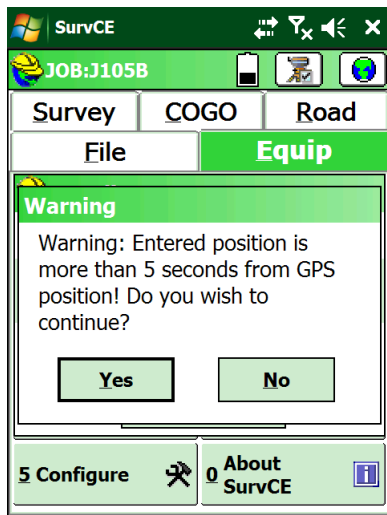 SurvCE
JOB:J105B
Survey COGO Road
File Equip
Warning
Warning: Entered position is
more than 5 seconds from GPS
position! Do you wish to
continue?
Yes No
5 Configure 0 About
SurvCE